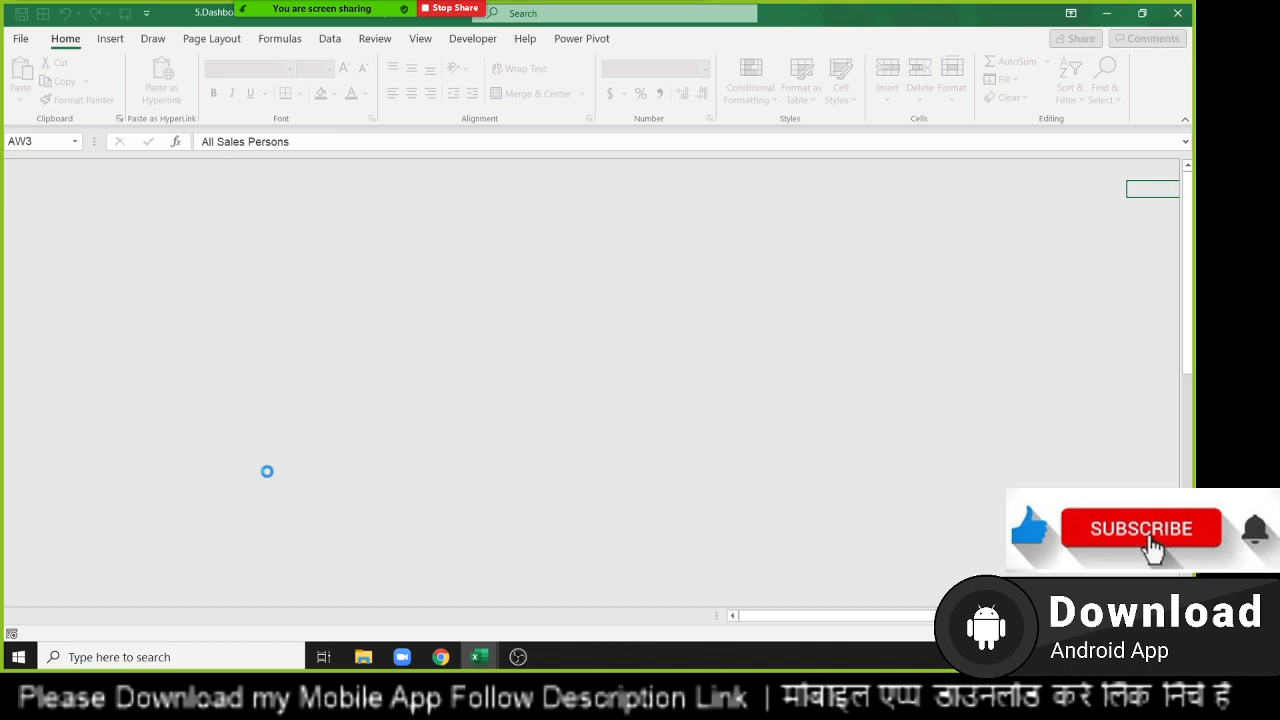 5.Dashbo
You are screen sharing
Stop Share
Search
File Home Insert Draw Page Layout Formulas Data Review View Developer Help Power Pivot
Share Comments
Paste
Cut
Copy
Format Painter
Paste as Hyperlink
B I U
Wrap Text
Merge & Center
$ % ,
Conditional Formatting
Format as Table
Cell Styles
Insert Delete Format
AutoSum
Fill
Clear
Sort & Filter
Find & Select
Clipboard Paste as HyperLink Font Alignment Number Styles Cells Editing
AW3
fx
All Sales Persons
SUBSCRIBE
Download
Android App
Type here to search
Please Download my Mobile App Follow Description Link | मोबाइल एप्प डाउनलोड करे लिंक निचे है